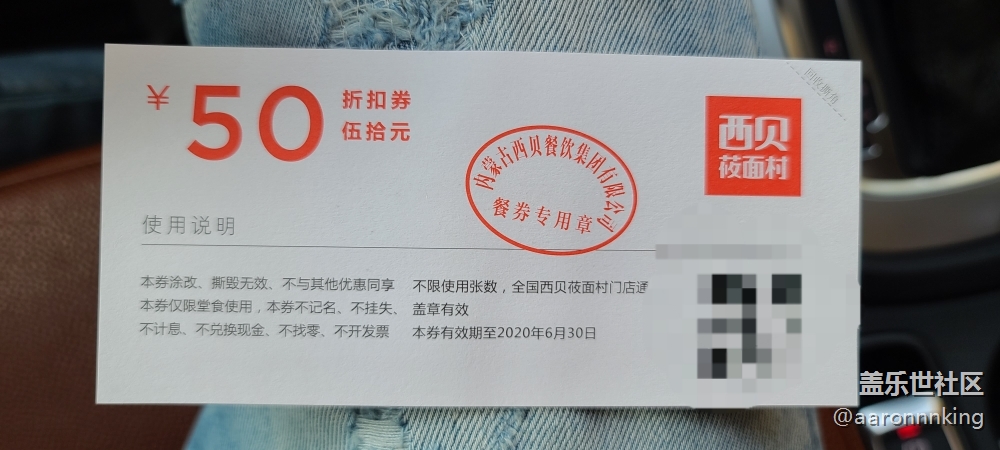 ¥ 50 折扣券
伍拾元
回收撕角
西贝
莜面村
内蒙古西贝餐饮集团有限公司
餐券专用章
使用说明
本券涂改、撕毁无效、不与其他优惠同享
本券仅限堂食使用，本券不记名、不挂失、
不计息、不兑换现金、不找零、不开发票
不限使用张数，全国西贝莜面村门店通
盖章有效
本券有效期至2020年6月30日
盖乐世社区
@aaronnnking